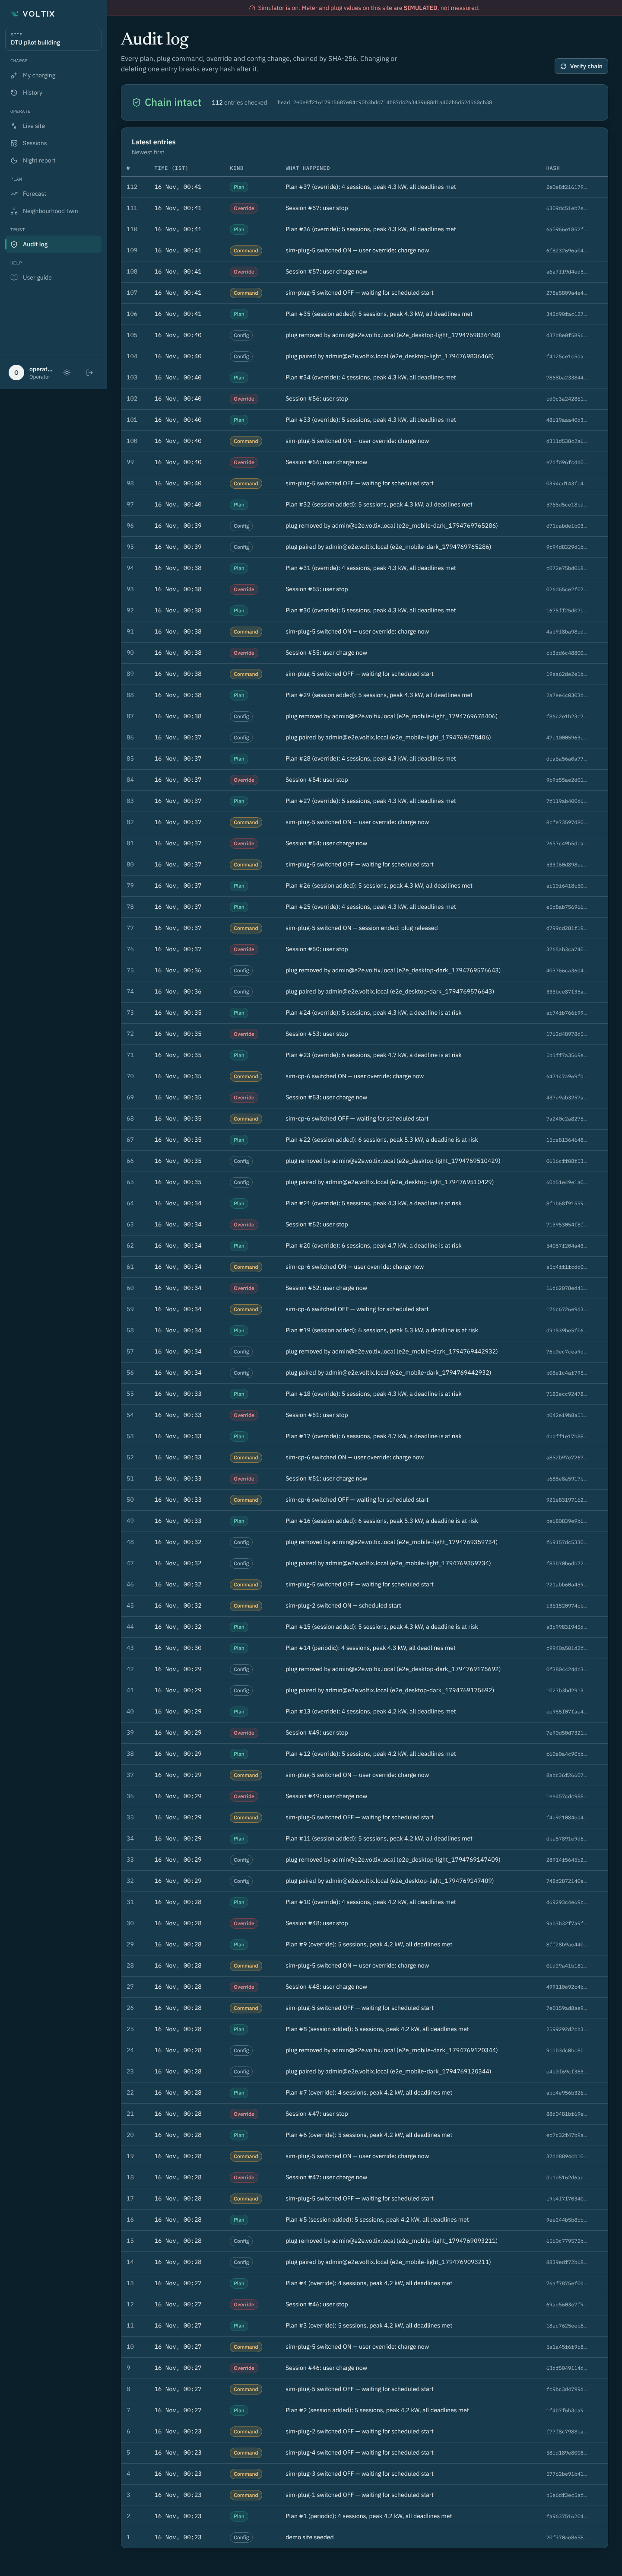 VOLTIX
SITE
DTU pilot building
CHARGE
My charging
History
OPERATE
Live site
Sessions
Night report
PLAN
Forecast
Neighbourhood twin
TRUST
Audit log
HELP
User guide
O
operat...
Operator
Simulator is on. Meter and plug values on this site are SIMULATED, not measured.
Audit log
Every plan, plug command, override and config change, chained by SHA-256. Changing or
deleting one entry breaks every hash after it.
Verify chain
Chain intact
112 entries checked
head
Latest entries
Newest first
# TIME (IST) KIND WHAT HAPPENED HASH
112 16 Nov, 00:41 Plan Plan #37 (override): 4 sessions, peak 4.3 kW, all deadlines met
111 16 Nov, 00:41 Override Session #57: user stop
110 16 Nov, 00:41 Plan Plan #36 (override): 5 sessions, peak 4.3 kW, all deadlines met
109 16 Nov, 00:41 Command sim-plug-5 switched ON — user override: charge now
108 16 Nov, 00:41 Override Session #57: user charge now
107 16 Nov, 00:41 Command sim-plug-5 switched OFF — waiting for scheduled start
106 16 Nov, 00:41 Plan Plan #35 (session added): 5 sessions, peak 4.3 kW, all deadlines met
105 16 Nov, 00:40 Config plug removed by admin@e2e.voltix.local (e2e_desktop-dark_1794769836468)
104 16 Nov, 00:40 Config plug paired by admin@e2e.voltix.local (e2e_desktop-dark_1794769836468)
103 16 Nov, 00:40 Plan Plan #34 (override): 4 sessions, peak 4.3 kW, all deadlines met
102 16 Nov, 00:40 Override Session #56: user stop
101 16 Nov, 00:40 Plan Plan #33 (override): 5 sessions, peak 4.3 kW, all deadlines met
100 16 Nov, 00:40 Command sim-plug-5 switched ON — user override: charge now
99 16 Nov, 00:40 Override Session #56: user charge now
98 16 Nov, 00:40 Command sim-plug-5 switched OFF — waiting for scheduled start
97 16 Nov, 00:40 Plan Plan #32 (session added): 5 sessions, peak 4.3 kW, all deadlines met
96 16 Nov, 00:39 Config plug removed by admin@e2e.voltix.local (e2e_mobile-dark_1794769765286)
95 16 Nov, 00:39 Config plug paired by admin@e2e.voltix.local (e2e_mobile-dark_1794769765286)
94 16 Nov, 00:38 Plan Plan #31 (override): 4 sessions, peak 4.3 kW, all deadlines met
93 16 Nov, 00:38 Override Session #55: user stop
92 16 Nov, 00:38 Plan Plan #30 (override): 5 sessions, peak 4.3 kW, all deadlines met
91 16 Nov, 00:38 Command sim-plug-5 switched ON — user override: charge now
90 16 Nov, 00:38 Override Session #55: user charge now
89 16 Nov, 00:38 Command sim-plug-5 switched OFF — waiting for scheduled start
88 16 Nov, 00:38 Plan Plan #29 (session added): 5 sessions, peak 4.3 kW, all deadlines met
87 16 Nov, 00:38 Config plug removed by admin@e2e.voltix.local (e2e_mobile-light_1794769678406)
86 16 Nov, 00:38 Config plug paired by admin@e2e.voltix.local (e2e_mobile-light_1794769678406)
85 16 Nov, 00:37 Plan Plan #28 (override): 4 sessions, peak 4.3 kW, all deadlines met
84 16 Nov, 00:37 Override Session #54: user stop
83 16 Nov, 00:37 Plan Plan #27 (override): 5 sessions, peak 4.3 kW, all deadlines met
82 16 Nov, 00:37 Command sim-plug-5 switched ON — user override: charge now
81 16 Nov, 00:37 Override Session #54: user charge now
80 16 Nov, 00:37 Command sim-plug-5 switched OFF — waiting for scheduled start
79 16 Nov, 00:37 Plan Plan #26 (session added): 5 sessions, peak 4.3 kW, all deadlines met
78 16 Nov, 00:37 Plan Plan #25 (override): 4 sessions, peak 4.3 kW, all deadlines met
77 16 Nov, 00:37 Command sim-plug-5 switched ON — session ended: plug released
76 16 Nov, 00:37 Override Session #50: user stop
75 16 Nov, 00:36 Config plug removed by admin@e2e.voltix.local (e2e_desktop-dark_1794769576643)
74 16 Nov, 00:36 Config plug paired by admin@e2e.voltix.local (e2e_desktop-dark_1794769576643)
73 16 Nov, 00:35 Plan Plan #24 (override): 5 sessions, peak 4.3 kW, a deadline is at risk
72 16 Nov, 00:35 Override Session #53: user stop
71 16 Nov, 00:35 Plan Plan #23 (override): 6 sessions, peak 4.7 kW, a deadline is at risk
70 16 Nov, 00:35 Command sim-cp-6 switched ON — user override: charge now
69 16 Nov, 00:35 Override Session #53: user charge now
68 16 Nov, 00:35 Command sim-cp-6 switched OFF — waiting for scheduled start
67 16 Nov, 00:35 Plan Plan #22 (session added): 6 sessions, peak 5.3 kW, a deadline is at risk
66 16 Nov, 00:35 Config plug removed by admin@e2e.voltix.local (e2e_desktop-light_1794769510429)
65 16 Nov, 00:35 Config plug paired by admin@e2e.voltix.local (e2e_desktop-light_1794769510429)
64 16 Nov, 00:34 Plan Plan #21 (override): 5 sessions, peak 4.3 kW, a deadline is at risk
63 16 Nov, 00:34 Override Session #52: user stop
62 16 Nov, 00:34 Plan Plan #20 (override): 6 sessions, peak 4.7 kW, a deadline is at risk
61 16 Nov, 00:34 Command sim-cp-6 switched ON — user override: charge now
60 16 Nov, 00:34 Override Session #52: user charge now
59 16 Nov, 00:34 Command sim-cp-6 switched OFF — waiting for scheduled start
58 16 Nov, 00:34 Plan Plan #19 (session added): 6 sessions, peak 5.3 kW, a deadline is at risk
57 16 Nov, 00:34 Config plug removed by admin@e2e.voltix.local (e2e_mobile-dark_1794769442932)
56 16 Nov, 00:34 Config plug paired by admin@e2e.voltix.local (e2e_mobile-dark_1794769442932)
55 16 Nov, 00:33 Plan Plan #18 (override): 5 sessions, peak 4.3 kW, a deadline is at risk
54 16 Nov, 00:33 Override Session #51: user stop
53 16 Nov, 00:33 Plan Plan #17 (override): 6 sessions, peak 4.7 kW, a deadline is at risk
52 16 Nov, 00:33 Command sim-cp-6 switched ON — user override: charge now
51 16 Nov, 00:33 Override Session #51: user charge now
50 16 Nov, 00:33 Command sim-cp-6 switched OFF — waiting for scheduled start
49 16 Nov, 00:33 Plan Plan #16 (session added): 6 sessions, peak 5.3 kW, a deadline is at risk
48 16 Nov, 00:32 Config plug removed by admin@e2e.voltix.local (e2e_mobile-light_1794769359734)
47 16 Nov, 00:32 Config plug paired by admin@e2e.voltix.local (e2e_mobile-light_1794769359734)
46 16 Nov, 00:32 Command sim-plug-5 switched OFF — waiting for scheduled start
45 16 Nov, 00:32 Command sim-plug-2 switched ON — scheduled start
44 16 Nov, 00:32 Plan Plan #15 (session added): 5 sessions, peak 4.3 kW, a deadline is at risk
43 16 Nov, 00:30 Plan Plan #14 (periodic): 4 sessions, peak 4.3 kW, all deadlines met
42 16 Nov, 00:29 Config plug removed by admin@e2e.voltix.local (e2e_desktop-dark_1794769175692)
41 16 Nov, 00:29 Config plug paired by admin@e2e.voltix.local (e2e_desktop-dark_1794769175692)
40 16 Nov, 00:29 Plan Plan #13 (override): 4 sessions, peak 4.2 kW, all deadlines met
39 16 Nov, 00:29 Override Session #49: user stop
38 16 Nov, 00:29 Plan Plan #12 (override): 5 sessions, peak 4.2 kW, all deadlines met
37 16 Nov, 00:29 Command sim-plug-5 switched ON — user override: charge now
36 16 Nov, 00:29 Override Session #49: user charge now
35 16 Nov, 00:29 Command sim-plug-5 switched OFF — waiting for scheduled start
34 16 Nov, 00:29 Plan Plan #11 (session added): 5 sessions, peak 4.2 kW, all deadlines met
33 16 Nov, 00:29 Config plug removed by admin@e2e.voltix.local (e2e_desktop-light_1794769147409)
32 16 Nov, 00:29 Config plug paired by admin@e2e.voltix.local (e2e_desktop-light_1794769147409)
31 16 Nov, 00:28 Plan Plan #10 (override): 4 sessions, peak 4.2 kW, all deadlines met
30 16 Nov, 00:28 Override Session #48: user stop
29 16 Nov, 00:28 Plan Plan #9 (override): 5 sessions, peak 4.2 kW, all deadlines met
28 16 Nov, 00:28 Command sim-plug-5 switched ON — user override: charge now
27 16 Nov, 00:28 Override Session #48: user charge now
26 16 Nov, 00:28 Command sim-plug-5 switched OFF — waiting for scheduled start
25 16 Nov, 00:28 Plan Plan #8 (session added): 5 sessions, peak 4.2 kW, all deadlines met
24 16 Nov, 00:28 Config plug removed by admin@e2e.voltix.local (e2e_mobile-dark_1794769120344)
23 16 Nov, 00:28 Config plug paired by admin@e2e.voltix.local (e2e_mobile-dark_1794769120344)
22 16 Nov, 00:28 Plan Plan #7 (override): 4 sessions, peak 4.2 kW, all deadlines met
21 16 Nov, 00:28 Override Session #47: user stop
20 16 Nov, 00:28 Plan Plan #6 (override): 5 sessions, peak 4.2 kW, all deadlines met
19 16 Nov, 00:28 Command sim-plug-5 switched ON — user override: charge now
18 16 Nov, 00:28 Override Session #47: user charge now
17 16 Nov, 00:28 Command sim-plug-5 switched OFF — waiting for scheduled start
16 16 Nov, 00:28 Plan Plan #5 (session added): 5 sessions, peak 4.2 kW, all deadlines met
15 16 Nov, 00:28 Config plug removed by admin@e2e.voltix.local (e2e_mobile-light_1794769093211)
14 16 Nov, 00:28 Config plug paired by admin@e2e.voltix.local (e2e_mobile-light_1794769093211)
13 16 Nov, 00:27 Plan Plan #4 (override): 4 sessions, peak 4.2 kW, all deadlines met
12 16 Nov, 00:27 Override Session #46: user stop
11 16 Nov, 00:27 Plan Plan #3 (override): 5 sessions, peak 4.2 kW, all deadlines met
10 16 Nov, 00:27 Command sim-plug-5 switched ON — user override: charge now
9 16 Nov, 00:27 Override Session #46: user charge now
8 16 Nov, 00:27 Command sim-plug-5 switched OFF — waiting for scheduled start
7 16 Nov, 00:27 Plan Plan #2 (session added): 5 sessions, peak 4.2 kW, all deadlines met
6 16 Nov, 00:23 Command sim-plug-2 switched OFF — waiting for scheduled start
5 16 Nov, 00:23 Command sim-plug-4 switched OFF — waiting for scheduled start
4 16 Nov, 00:23 Command sim-plug-3 switched OFF — waiting for scheduled start
3 16 Nov, 00:23 Command sim-plug-1 switched OFF — waiting for scheduled start
2 16 Nov, 00:23 Plan Plan #1 (periodic): 4 sessions, peak 4.2 kW, all deadlines met
1 16 Nov, 00:23 Config demo site seeded